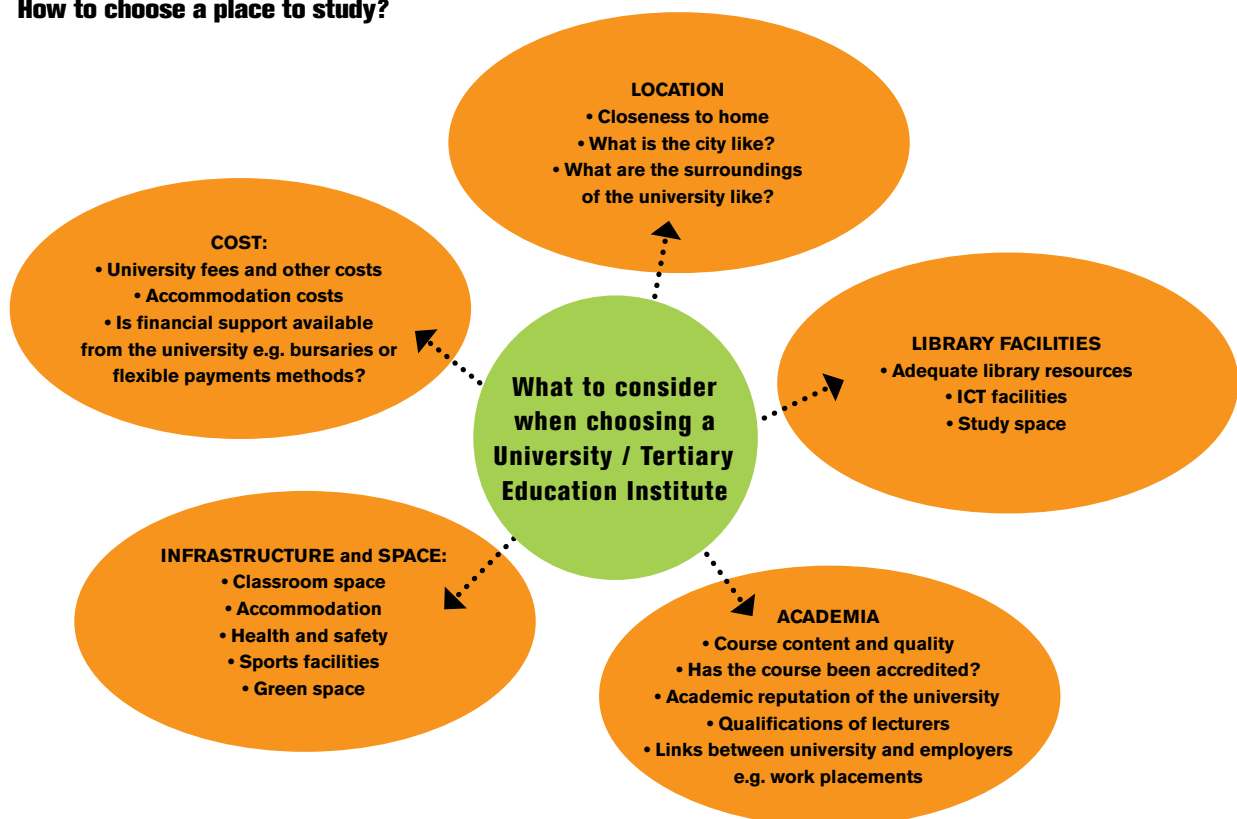 How to choose a place to study?
LOCATION
• Closeness to home
• What is the city like?
• What are the surroundings
of the university like?
COST:
• University fees and other costs
• Accommodation costs
• Is financial support available
from the university e.g. bursaries or
flexible payments methods?
LIBRARY FACILITIES
• Adequate library resources
• ICT facilities
• Study space
What to consider
when choosing a
University / Tertiary
Education Institute
INFRASTRUCTURE and SPACE:
• Classroom space
• Accommodation
• Health and safety
• Sports facilities
• Green space
ACADEMIA
• Course content and quality
• Has the course been accredited?
• Academic reputation of the university
• Qualifications of lecturers
• Links between university and employers
e.g. work placements